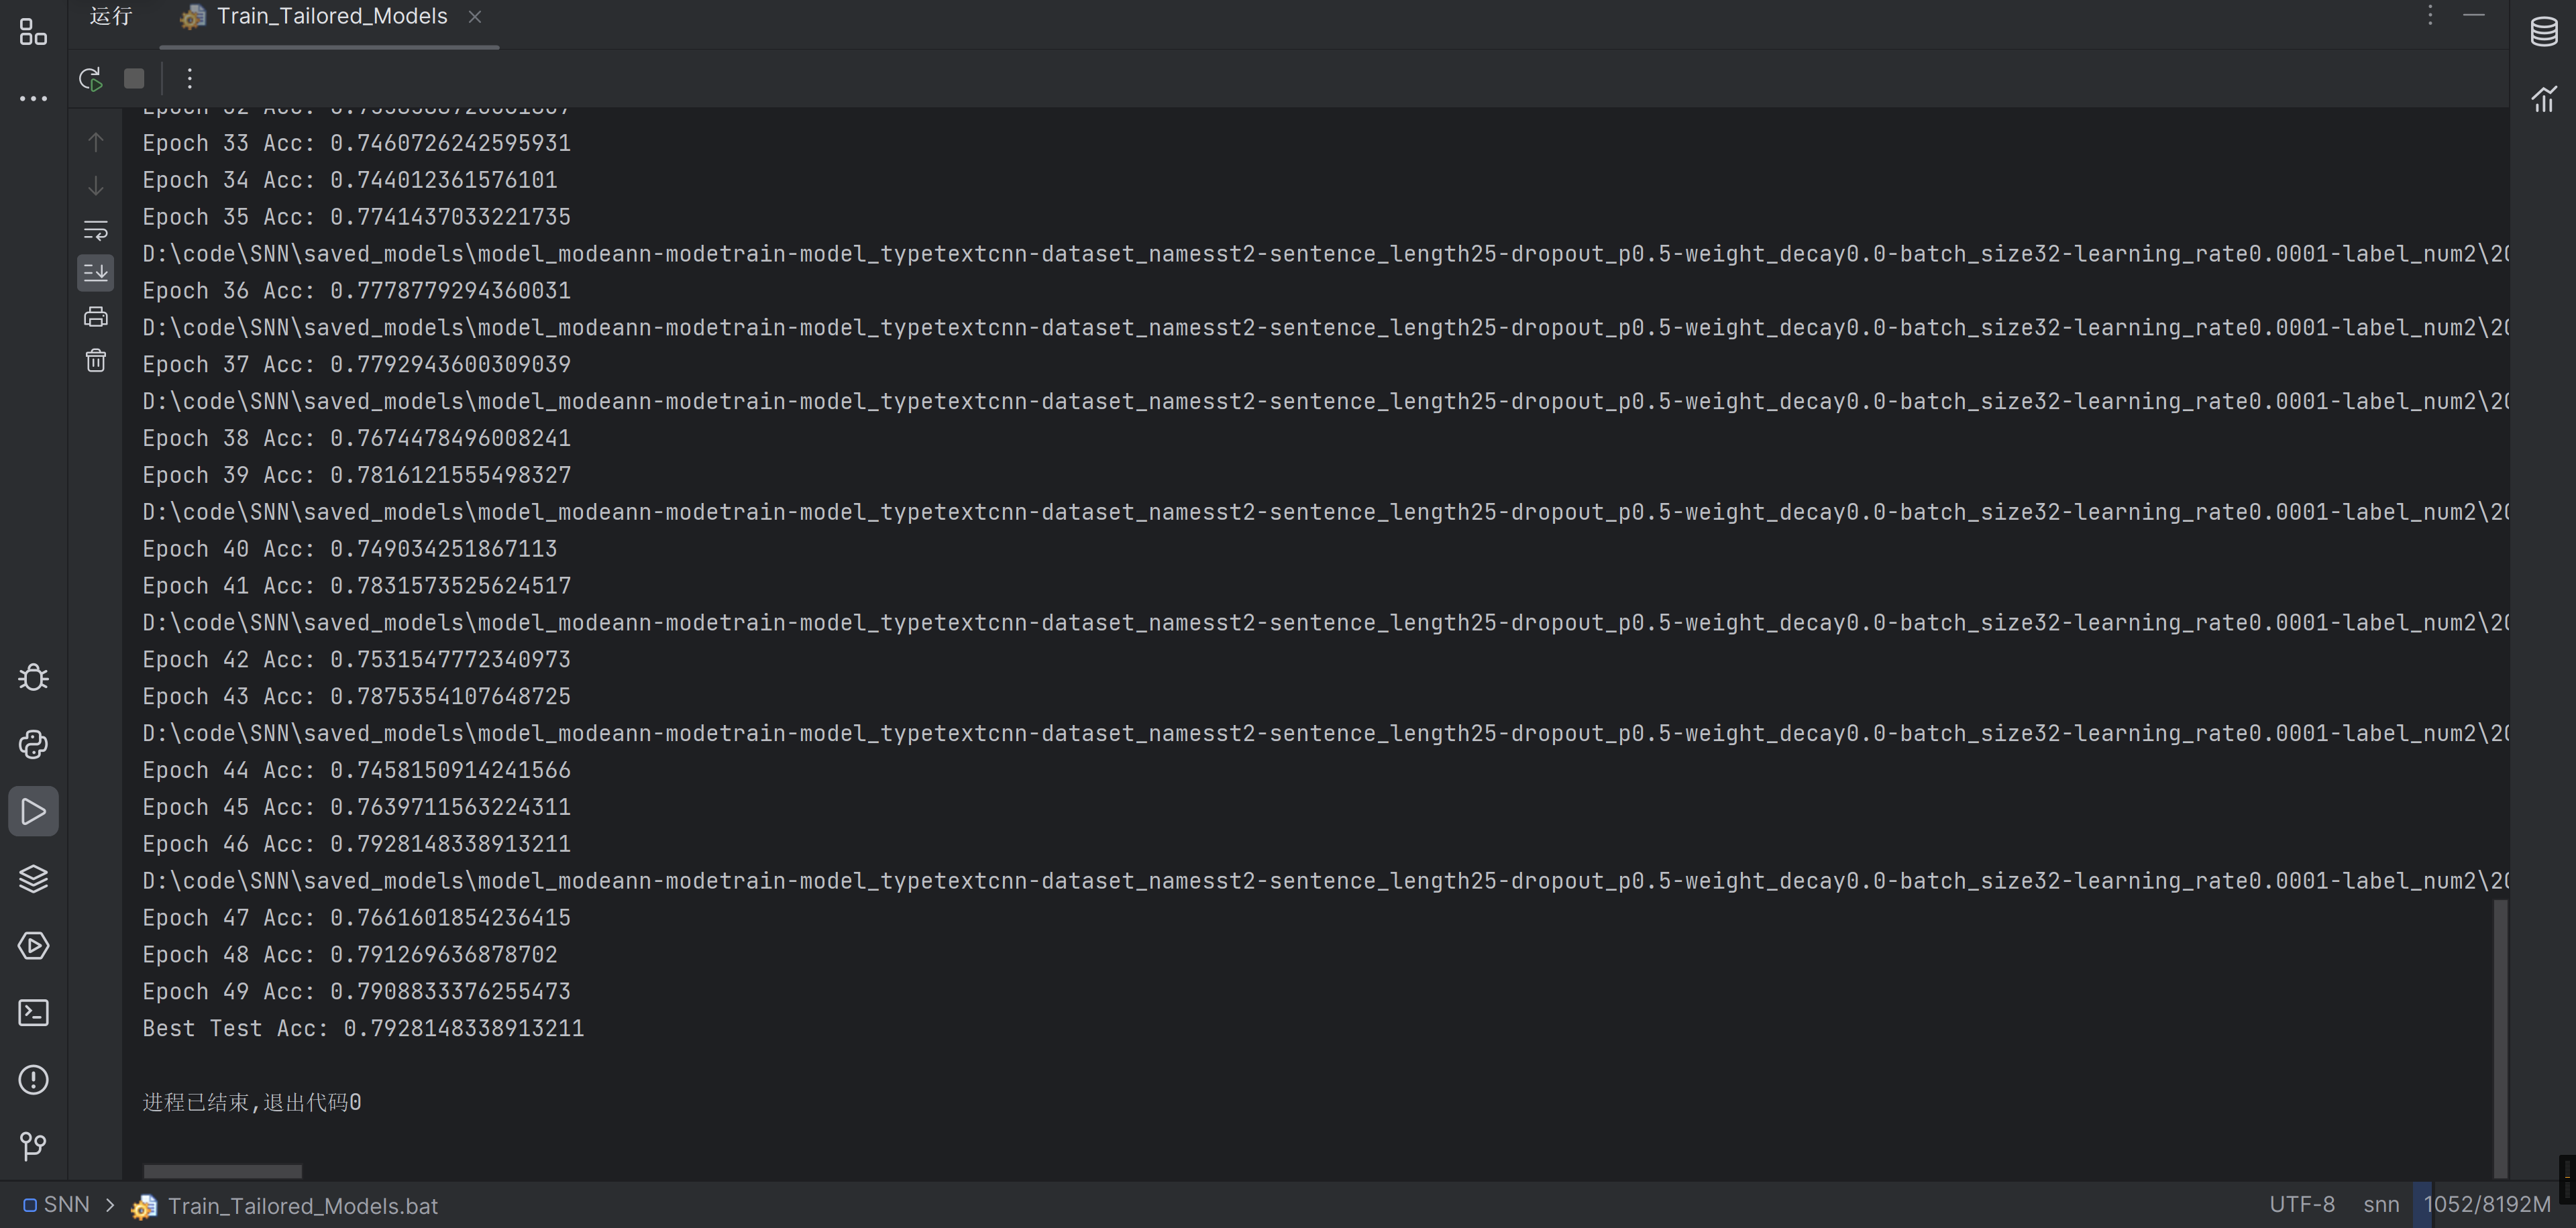 运行
Train_Tailored_Models
Epoch 33 Acc: 0.7460726242595931
Epoch 34 Acc: 0.744012361576101
Epoch 35 Acc: 0.7741437033221735
D:\code\SNN\saved_models\model_modeann-modetrain-model_typetextcnn-dataset_namesst2-sentence_length25-dropout_p0.5-weight_decay0.0-batch_size32-learning_rate0.0001-label_num2\20
Epoch 36 Acc: 0.7778779294360031
D:\code\SNN\saved_models\model_modeann-modetrain-model_typetextcnn-dataset_namesst2-sentence_length25-dropout_p0.5-weight_decay0.0-batch_size32-learning_rate0.0001-label_num2\20
Epoch 37 Acc: 0.7792943600309039
D:\code\SNN\saved_models\model_modeann-modetrain-model_typetextcnn-dataset_namesst2-sentence_length25-dropout_p0.5-weight_decay0.0-batch_size32-learning_rate0.0001-label_num2\20
Epoch 38 Acc: 0.7674478496008241
Epoch 39 Acc: 0.7816121555498327
D:\code\SNN\saved_models\model_modeann-modetrain-model_typetextcnn-dataset_namesst2-sentence_length25-dropout_p0.5-weight_decay0.0-batch_size32-learning_rate0.0001-label_num2\20
Epoch 40 Acc: 0.749034251867113
Epoch 41 Acc: 0.7831573525624517
D:\code\SNN\saved_models\model_modeann-modetrain-model_typetextcnn-dataset_namesst2-sentence_length25-dropout_p0.5-weight_decay0.0-batch_size32-learning_rate0.0001-label_num2\20
Epoch 42 Acc: 0.7531547772340973
Epoch 43 Acc: 0.7875354107648725
D:\code\SNN\saved_models\model_modeann-modetrain-model_typetextcnn-dataset_namesst2-sentence_length25-dropout_p0.5-weight_decay0.0-batch_size32-learning_rate0.0001-label_num2\20
Epoch 44 Acc: 0.7458150914241566
Epoch 45 Acc: 0.7639711563224311
Epoch 46 Acc: 0.7928148338913211
D:\code\SNN\saved_models\model_modeann-modetrain-model_typetextcnn-dataset_namesst2-sentence_length25-dropout_p0.5-weight_decay0.0-batch_size32-learning_rate0.0001-label_num2\20
Epoch 47 Acc: 0.7661601854236415
Epoch 48 Acc: 0.791269636878702
Epoch 49 Acc: 0.7908833376255473
Best Test Acc: 0.7928148338913211
进程已结束,退出代码0
SNN > Train_Tailored_Models.bat
UTF-8 snn 1052/8192M